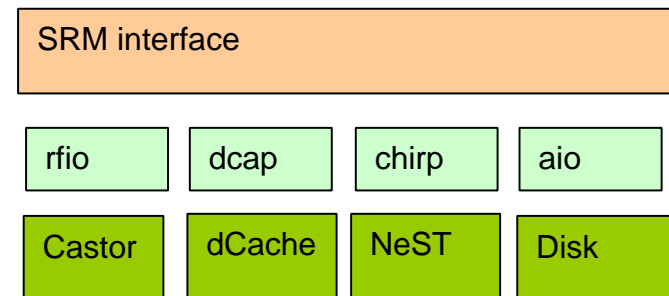 SRM interface
rfio dcap chirp aio
Castor dCache NeST Disk